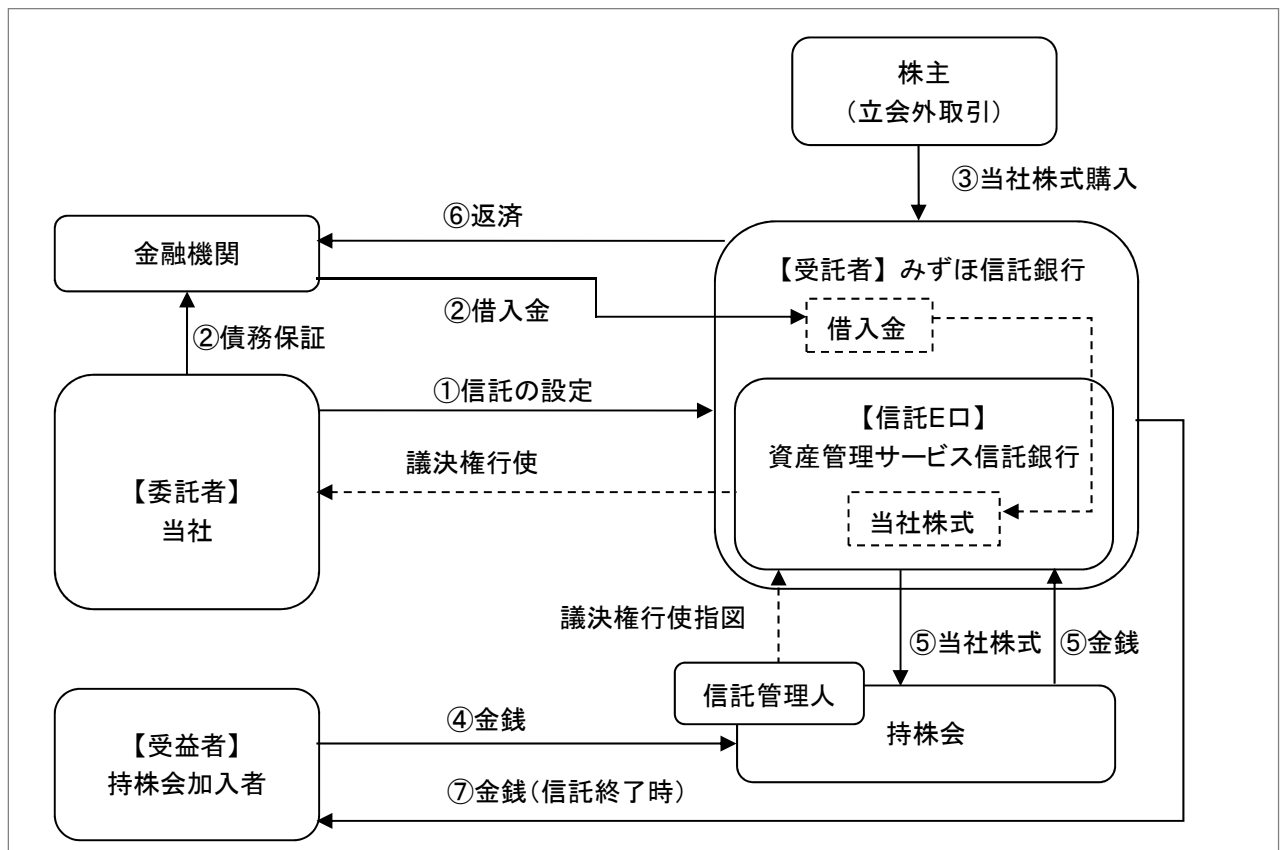 株主
（立会外取引）
③当社株式購入
⑥返済
金融機関
【受託者】みずほ信託銀行
②借入金
借入金
②債務保証
①信託の設定
【信託E口】
資産管理サービス信託銀行
議決権行使
【委託者】
当社
当社株式
議決権行使指図
⑤当社株式
⑤金銭
信託管理人
④金銭
持株会
【受益者】
持株会加入者
⑦金銭（信託終了時）